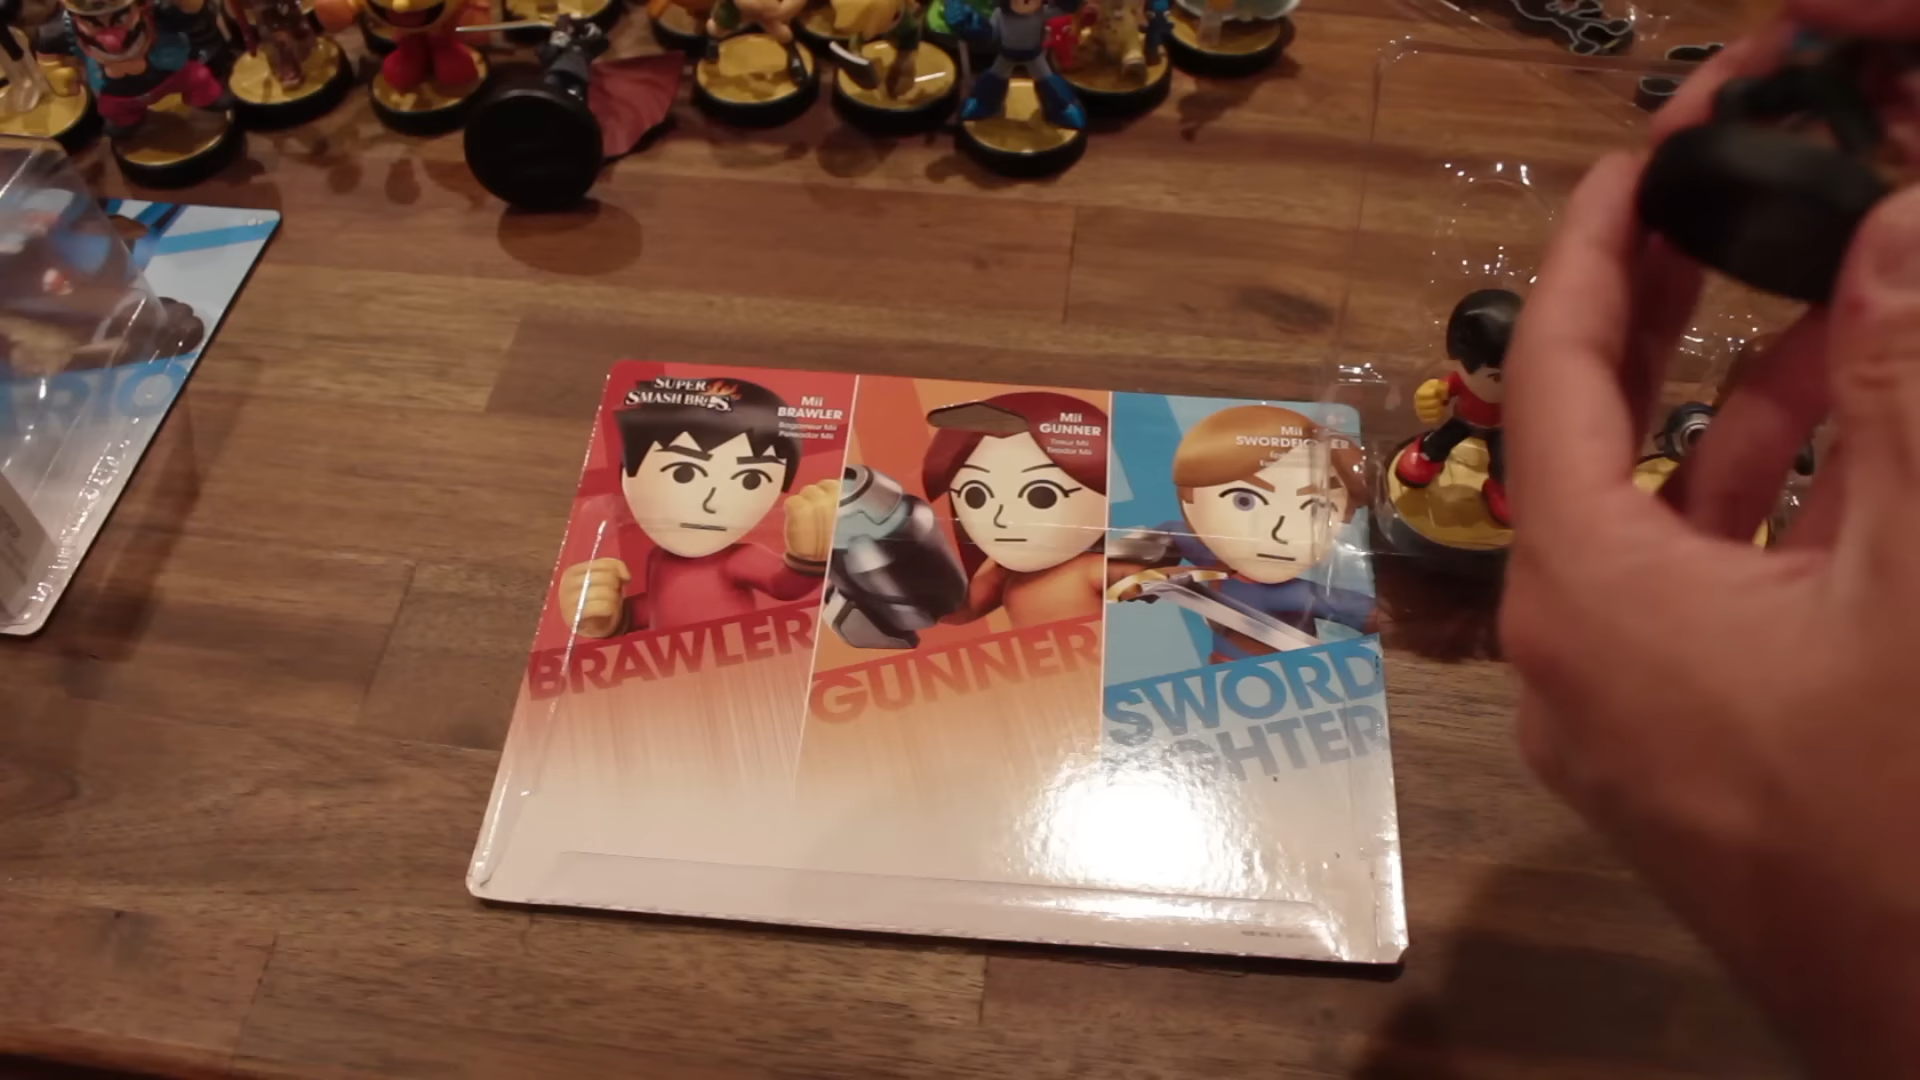 SUPER
SMASH BROS.
Mii
BRAWLER
Bagarreur Mii
Peleador Mii
Mii
GUNNER
Tireur Mii
Tirador Mii
Mii
BRAWLER
GUNNER
SWORD